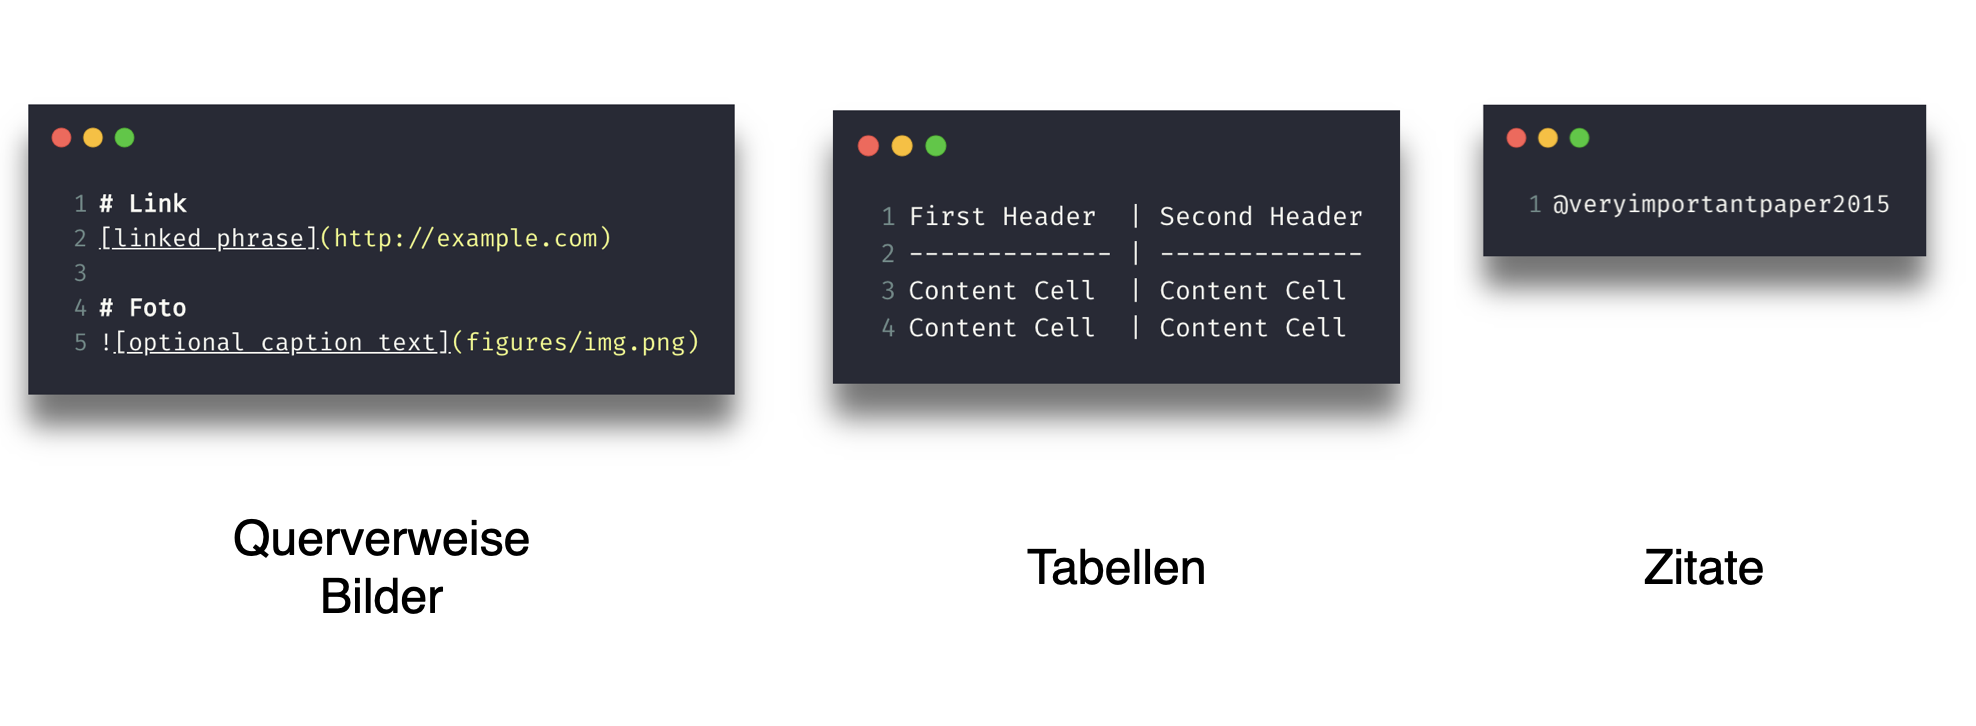 1 # Link
2 [linked phrase](http://example.com)
3
4 # Foto
5 ![optional caption text](figures/img.png)
Querverweise
Bilder
1 First Header  | Second Header
2 ------------- | -------------
3 Content Cell  | Content Cell
4 Content Cell  | Content Cell
Tabellen
1 @veryimportantpaper2015
Zitate